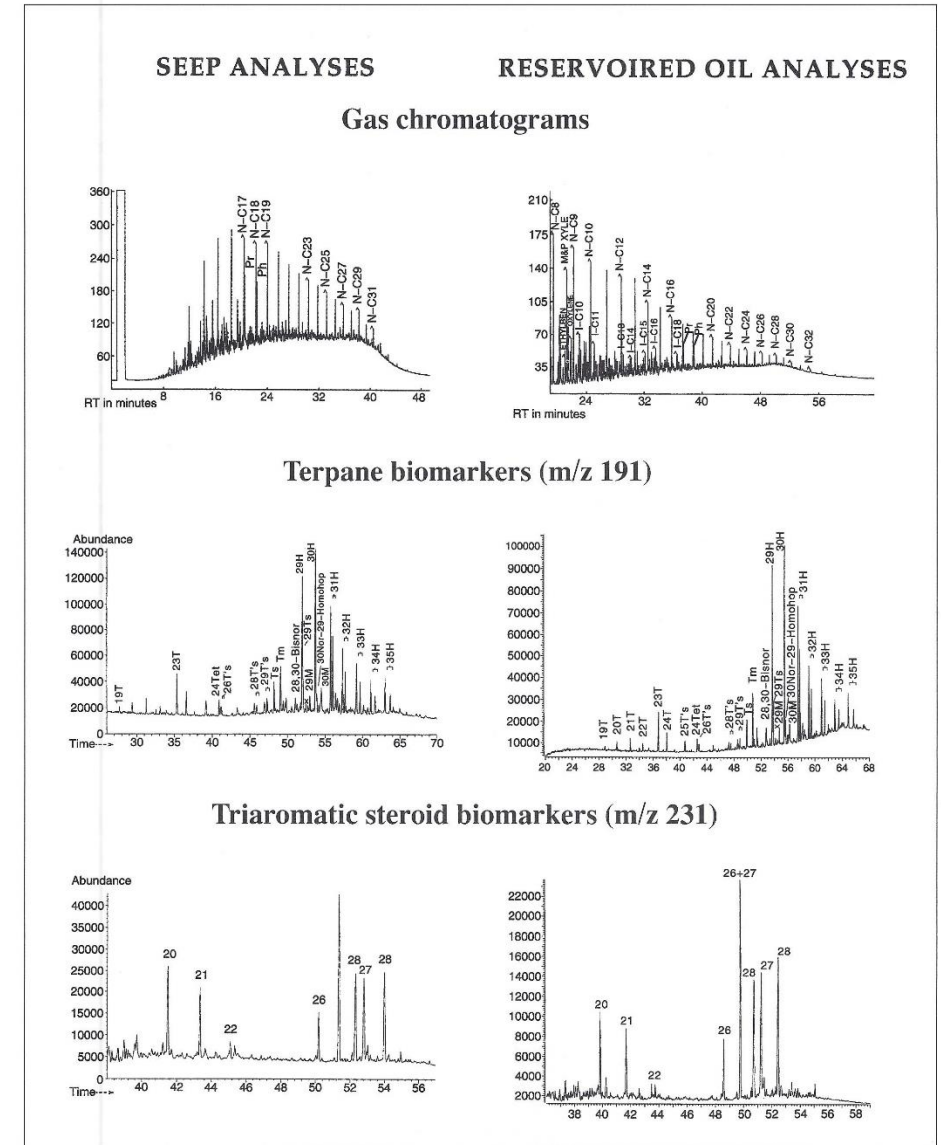 SEEP ANALYSES
RESERVOIRED OIL ANALYSES
Gas chromatograms
360
300
240
180
120
60
N-C17
Pr
N-C18
Ph
N-C19
N-C23
N-C25
N-C27
N-C29
N-C31
8
16
24
32
40
48
RT in minutes
210
175
140
105
70
35
N-C8
M&P XYLE
N-C9
I-C10
N-C10
I-C11
N-C12
I-C13
I-C14
N-C14
I-C15
I-C16
N-C16
I-C18
Pr
Ph
N-C20
N-C22
N-C24
N-C26
N-C28
N-C30
N-C32
24
32
40
48
56
RT in minutes
Terpane biomarkers (m/z 191)
Abundance
140000
120000
100000
80000
60000
40000
20000
0
Time--->
30
35
40
45
50
55
60
65
70
19T
23T
24Tet
26T's
28T's
29T's
Ts
Tm
28,30-Bisnor
29H
29M
29Ts
30H
30M
30Nor-29-Homohop
31H
32H
33H
34H
35H
100000
90000
80000
70000
60000
50000
40000
30000
20000
10000
20
24
28
32
36
40
44
48
52
56
60
64
68
19T
20T
21T
22T
23T
24T
25T's
24Tet
26T's
28T's
29T's
Ts
Tm
28,30-Bisnor
29H
29M
29Ts
30H
30M
30Nor-29-Homohop
31H
32H
33H
34H
35H
Triaromatic steroid biomarkers (m/z 231)
Abundance
40000
35000
30000
25000
20000
15000
10000
5000
0
Time--->
40
42
44
46
48
50
52
54
56
20
21
22
26
28
27
28
22000
20000
18000
16000
14000
12000
10000
8000
6000
4000
2000
38
40
42
44
46
48
50
52
54
56
58
20
21
22
26
26+27
28
27
28